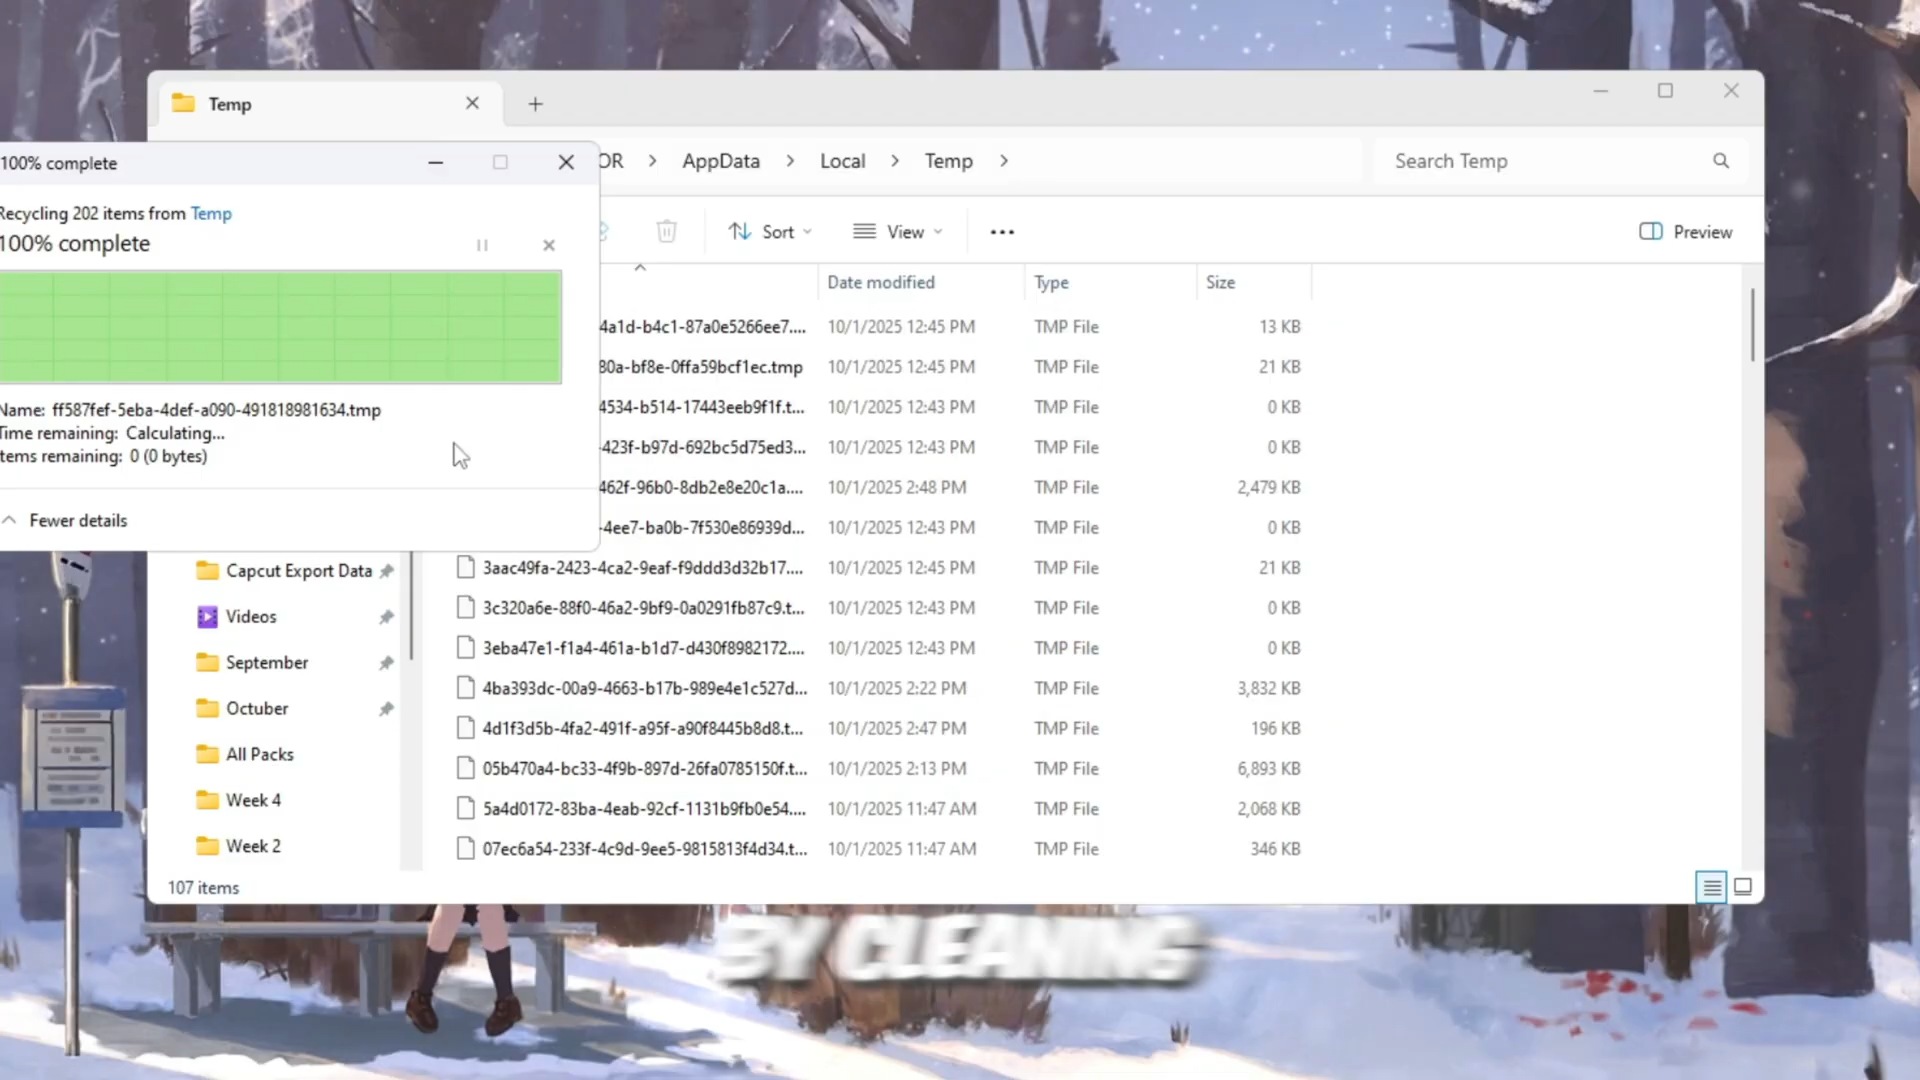 Temp
100% complete
OR > AppData > Local > Temp >
Search Temp
Recycling 202 items from Temp
100% complete
Sort
View
Preview
Date modified
Type
Size
Name: ff587fef-5eba-4def-a090-491818981634.tmp
Time remaining: Calculating...
tems remaining: 0 (0 bytes)
Fewer details
4a1d-b4c1-87a0e5266ee7.... 10/1/2025 12:45 PM TMP File 13 KB
80a-bf8e-0ffa59bcf1ec.tmp 10/1/2025 12:45 PM TMP File 21 KB
4534-b514-17443eeb9f1f.t... 10/1/2025 12:43 PM TMP File 0 KB
-423f-b97d-692bc5d75ed3... 10/1/2025 12:43 PM TMP File 0 KB
462f-96b0-8db2e8e20c1a.... 10/1/2025 2:48 PM TMP File 2,479 KB
-4ee7-ba0b-7f530e86939d... 10/1/2025 12:43 PM TMP File 0 KB
3aac49fa-2423-4ca2-9eaf-f9ddd3d32b17.... 10/1/2025 12:45 PM TMP File 21 KB
3c320a6e-88f0-46a2-9bf9-0a0291fb87c9.t... 10/1/2025 12:43 PM TMP File 0 KB
3eba47e1-f1a4-461a-b1d7-d430f8982172.... 10/1/2025 12:43 PM TMP File 0 KB
4ba393dc-00a9-4663-b17b-989e4e1c527d... 10/1/2025 2:22 PM TMP File 3,832 KB
4d1f3d5b-4fa2-491f-a95f-a90f8445b8d8.t... 10/1/2025 2:47 PM TMP File 196 KB
05b470a4-bc33-4f9b-897d-26fa0785150f.t... 10/1/2025 2:13 PM TMP File 6,893 KB
5a4d0172-83ba-4eab-92cf-1131b9fb0e54.... 10/1/2025 11:47 AM TMP File 2,068 KB
07ec6a54-233f-4c9d-9ee5-9815813f4d34.t... 10/1/2025 11:47 AM TMP File 346 KB
Capcut Export Data
Videos
September
Octuber
All Packs
Week 4
Week 2
107 items
BY CLEANING